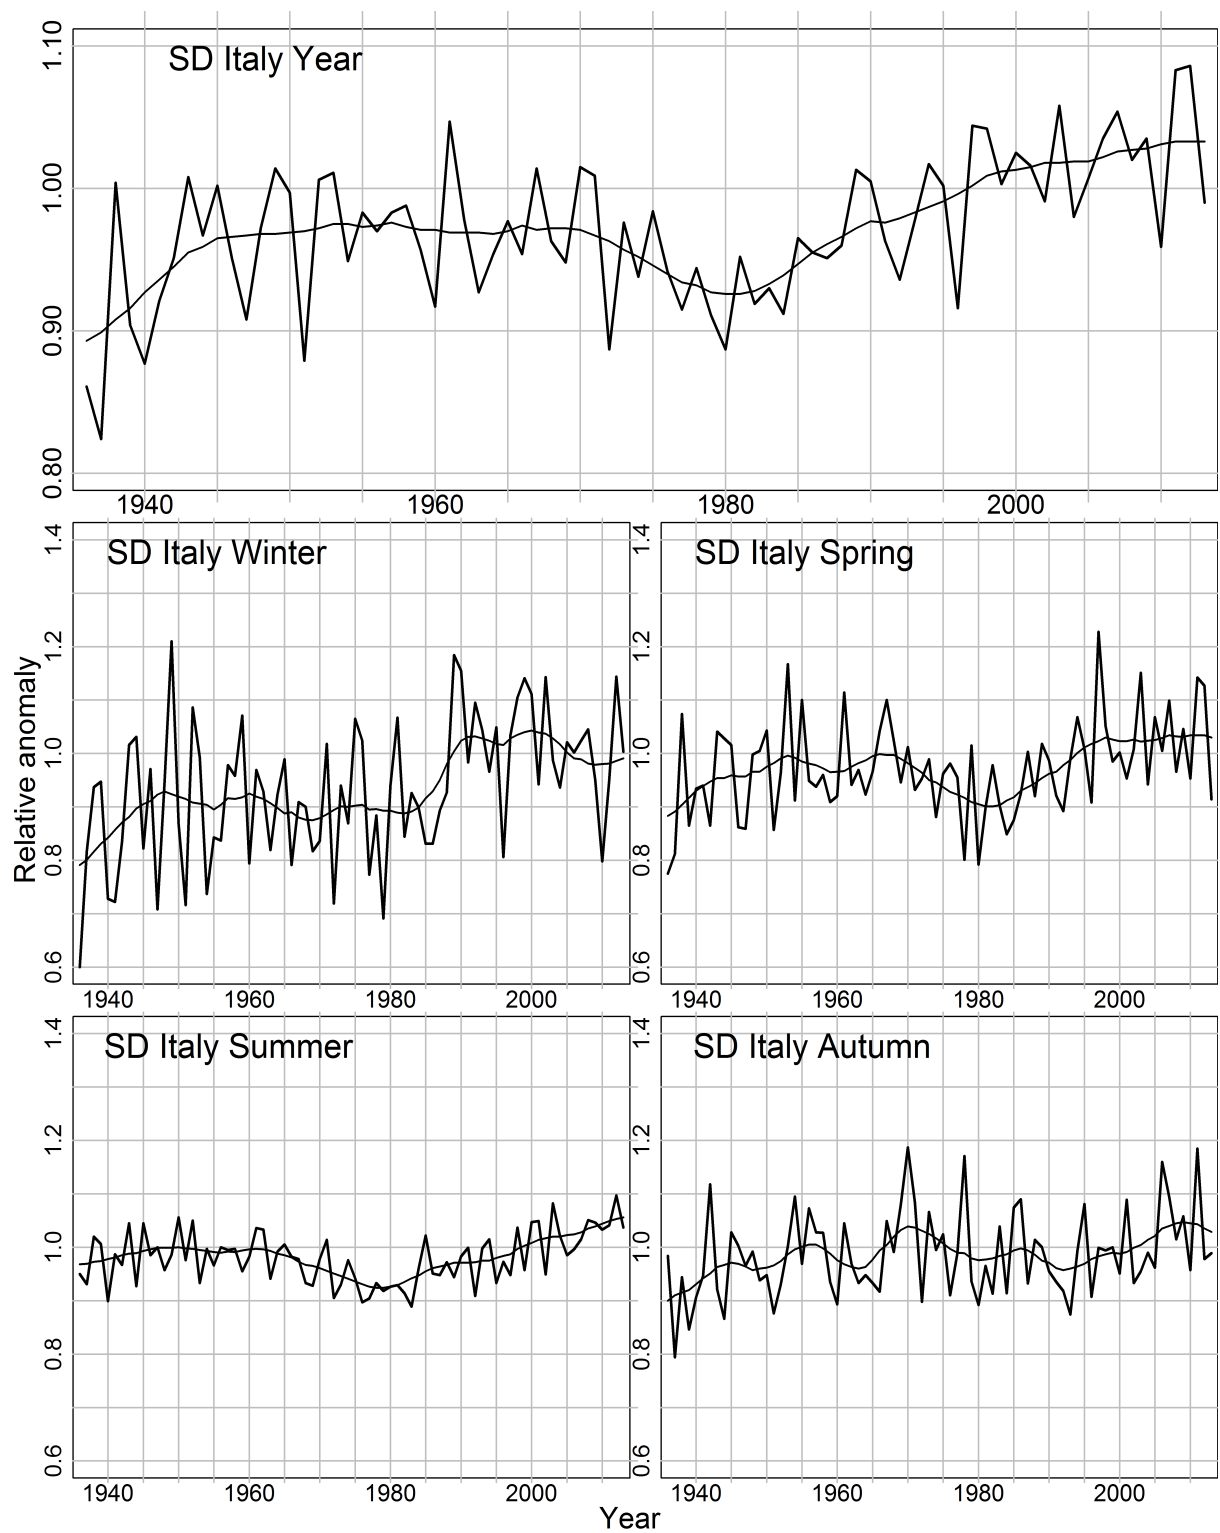 SD Italy Year
1.10
1.00
0.90
0.80
1940 1960 1980 2000
SD Italy Winter
1.4
1.2
1.0
0.8
0.6
1940 1960 1980 2000
SD Italy Spring
1.4
1.2
1.0
0.8
0.6
1940 1960 1980 2000
Relative anomaly
SD Italy Summer
1.4
1.2
1.0
0.8
0.6
1940 1960 1980 2000
SD Italy Autumn
1.4
1.2
1.0
0.8
0.6
1940 1960 1980 2000
Year